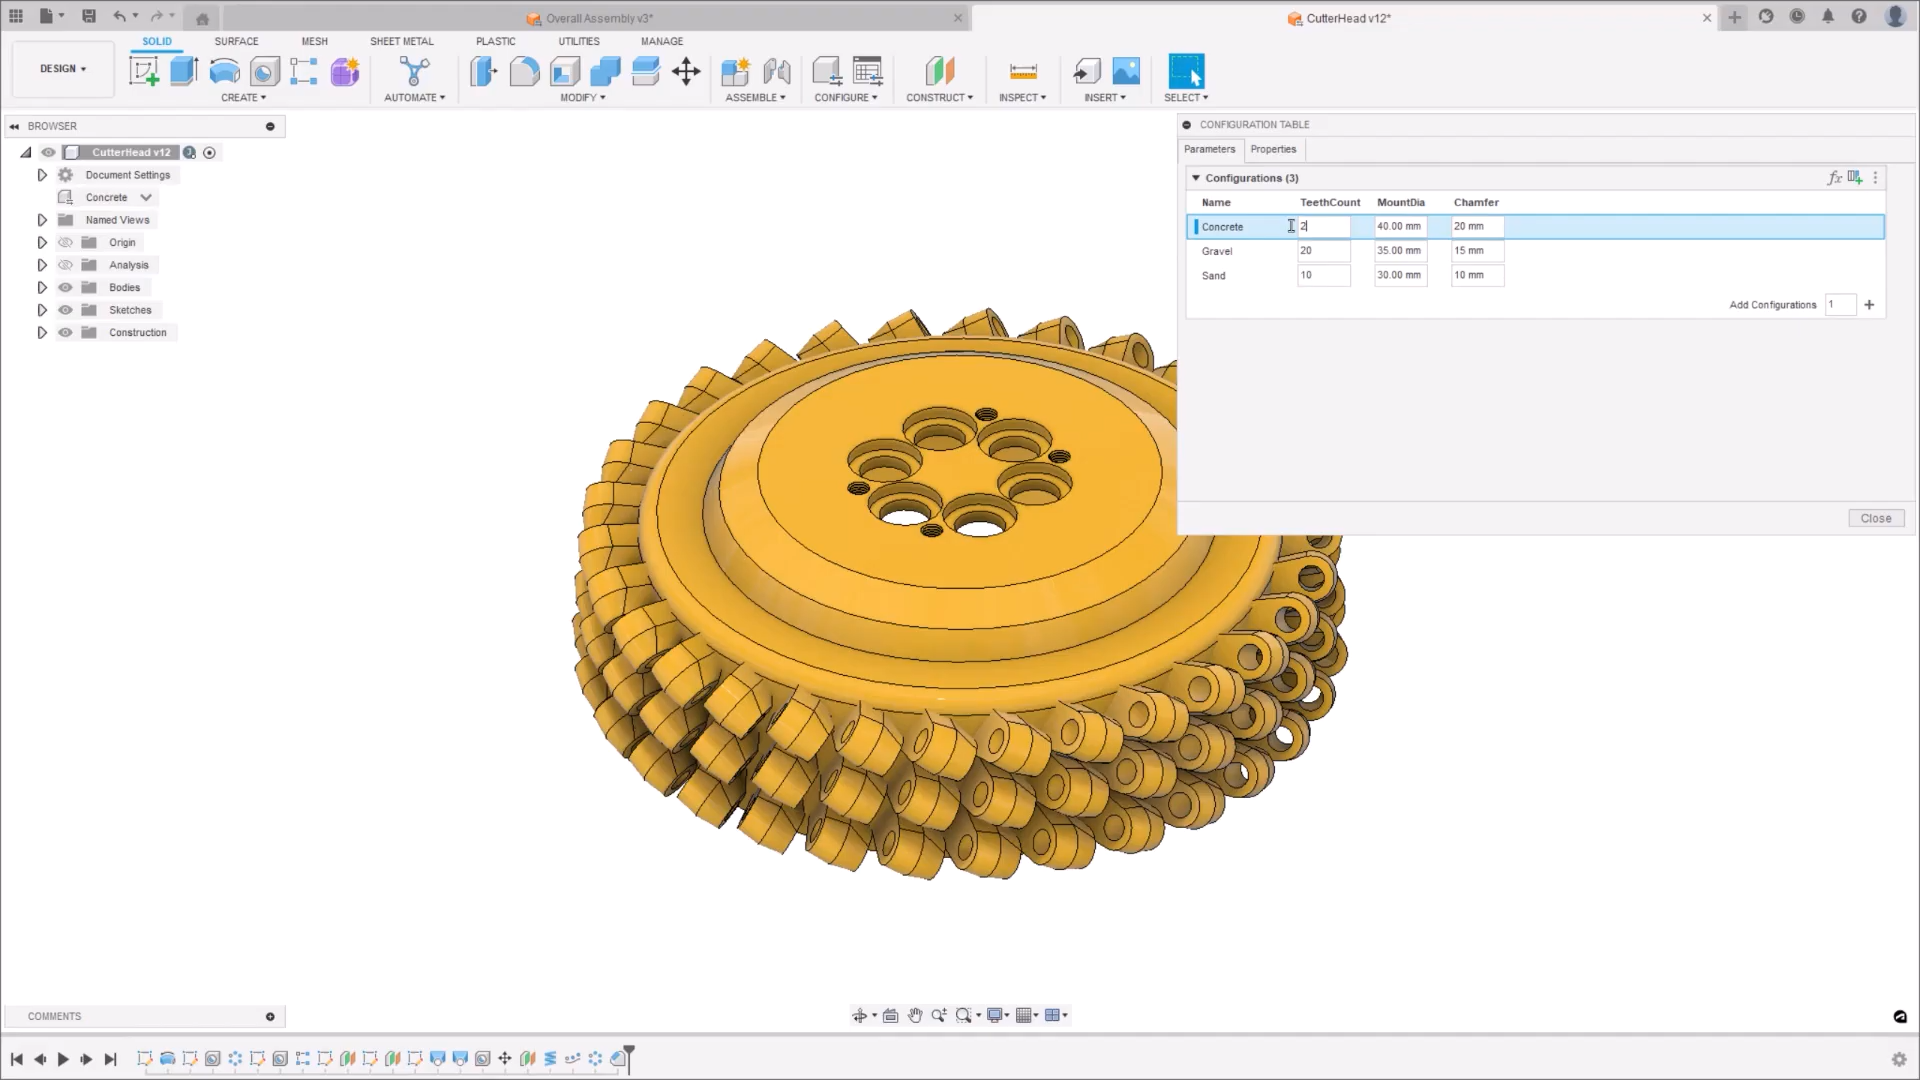 Overall Assembly v3*
CutterHead v12*
DESIGN
SOLID SURFACE MESH SHEET METAL PLASTIC UTILITIES MANAGE
CREATE AUTOMATE MODIFY ASSEMBLE CONFIGURE CONSTRUCT INSPECT INSERT SELECT
BROWSER
CutterHead v12
Document Settings
Concrete
Named Views
Origin
Analysis
Bodies
Sketches
Construction
CONFIGURATION TABLE
Parameters Properties
Configurations (3) fx
Name TeethCount MountDia Chamfer
Concrete 2 40.00 mm 20 mm
Gravel 20 35.00 mm 15 mm
Sand 10 30.00 mm 10 mm
Add Configurations 1
Close
COMMENTS